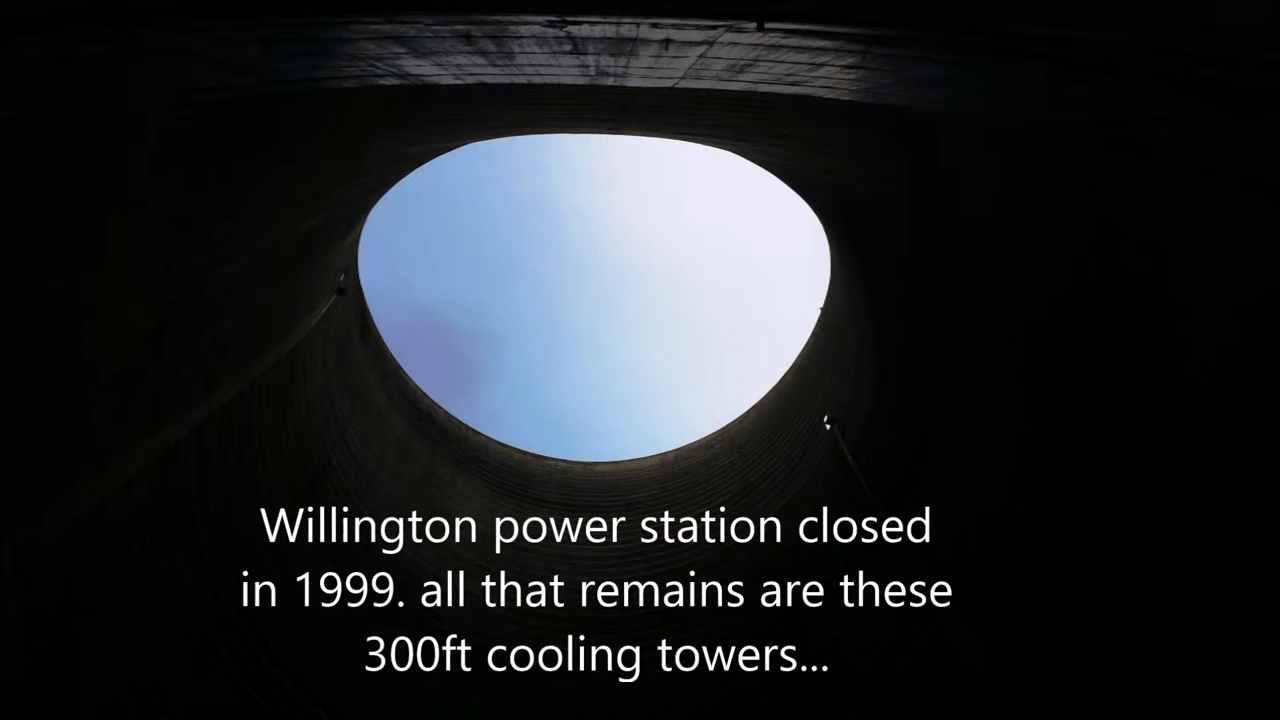 Willington power station closed
in 1999. all that remains are these
300ft cooling towers...